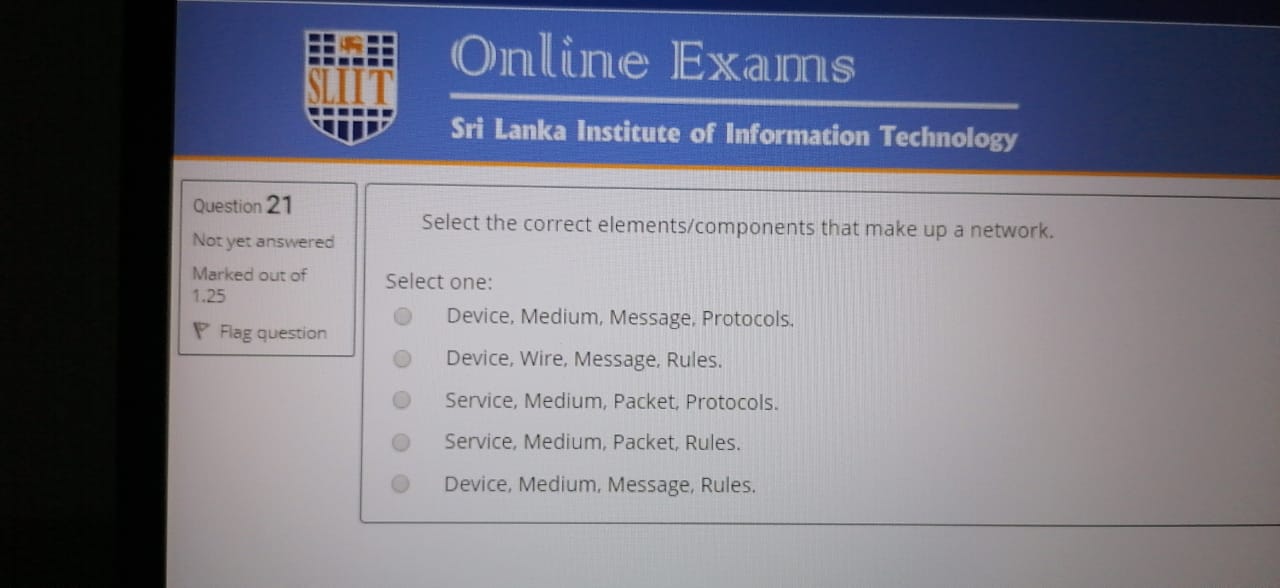 SLIIT
Online Exams
Sri Lanka Institute of Information Technology
Question 21
Not yet answered
Marked out of
1.25
Flag question
Select the correct elements/components that make up a network.
Select one:
Device, Medium, Message, Protocols.
Device, Wire, Message, Rules.
Service, Medium, Packet, Protocols.
Service, Medium, Packet, Rules.
Device, Medium, Message, Rules.